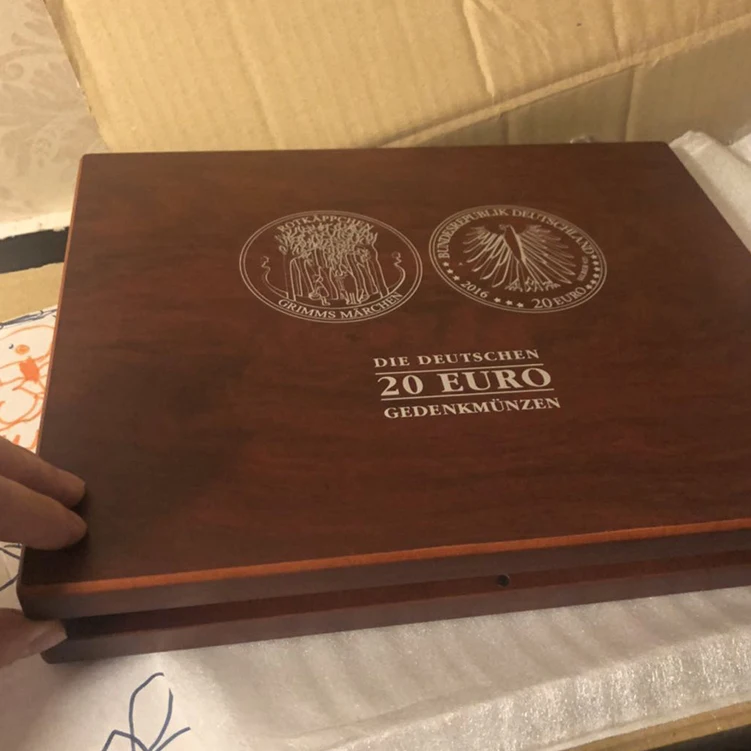 ROTKÄPPCHEN
GRIMMS MÄRCHEN
BUNDESREPUBLIK DEUTSCHLAND
2016
20 EURO
DIE DEUTSCHEN
20 EURO
GEDENKMÜNZEN